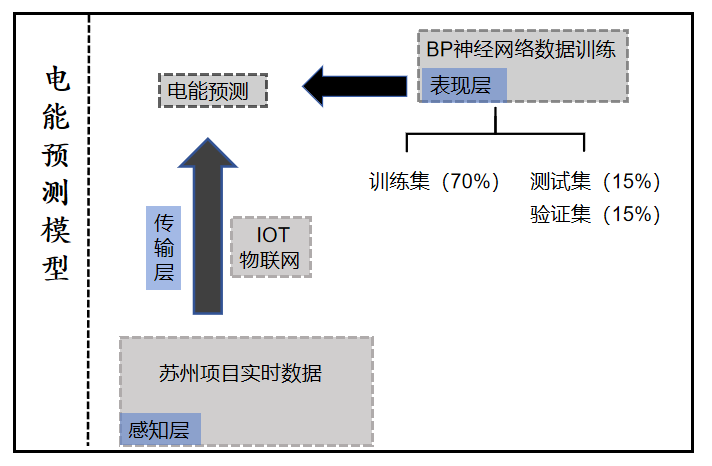 电能预测模型
BP神经网络数据训练
表现层
电能预测
训练集（70%）
测试集（15%）
验证集（15%）
传输层
IOT
物联网
苏州项目实时数据
感知层